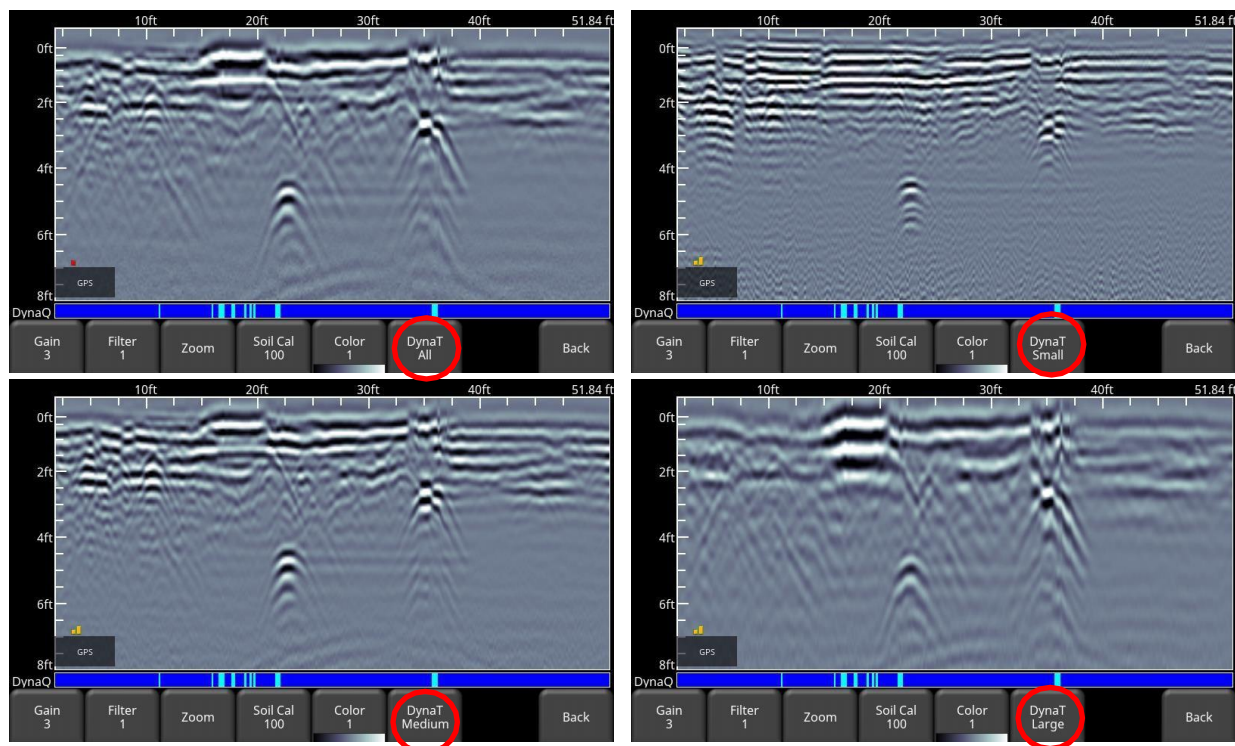 10ft 20ft 30ft 40ft 51.84 ft
0ft
2ft
4ft
6ft
GPS
8ft
DynaQ
Gain
3
Filter
1
Zoom
Soil Cal
100
Color
1
DynaT
All
Back
10ft 20ft 30ft 40ft 51.84 ft
0ft
2ft
4ft
6ft
GPS
8ft
DynaQ
Gain
3
Filter
1
Zoom
Soil Cal
100
Color
1
DynaT
Small
Back
10ft 20ft 30ft 40ft 51.84 ft
0ft
2ft
4ft
6ft
GPS
8ft
DynaQ
Gain
3
Filter
1
Zoom
Soil Cal
100
Color
1
DynaT
Medium
Back
10ft 20ft 30ft 40ft 51.84 ft
0ft
2ft
4ft
6ft
GPS
8ft
DynaQ
Gain
3
Filter
1
Zoom
Soil Cal
100
Color
1
DynaT
Large
Back